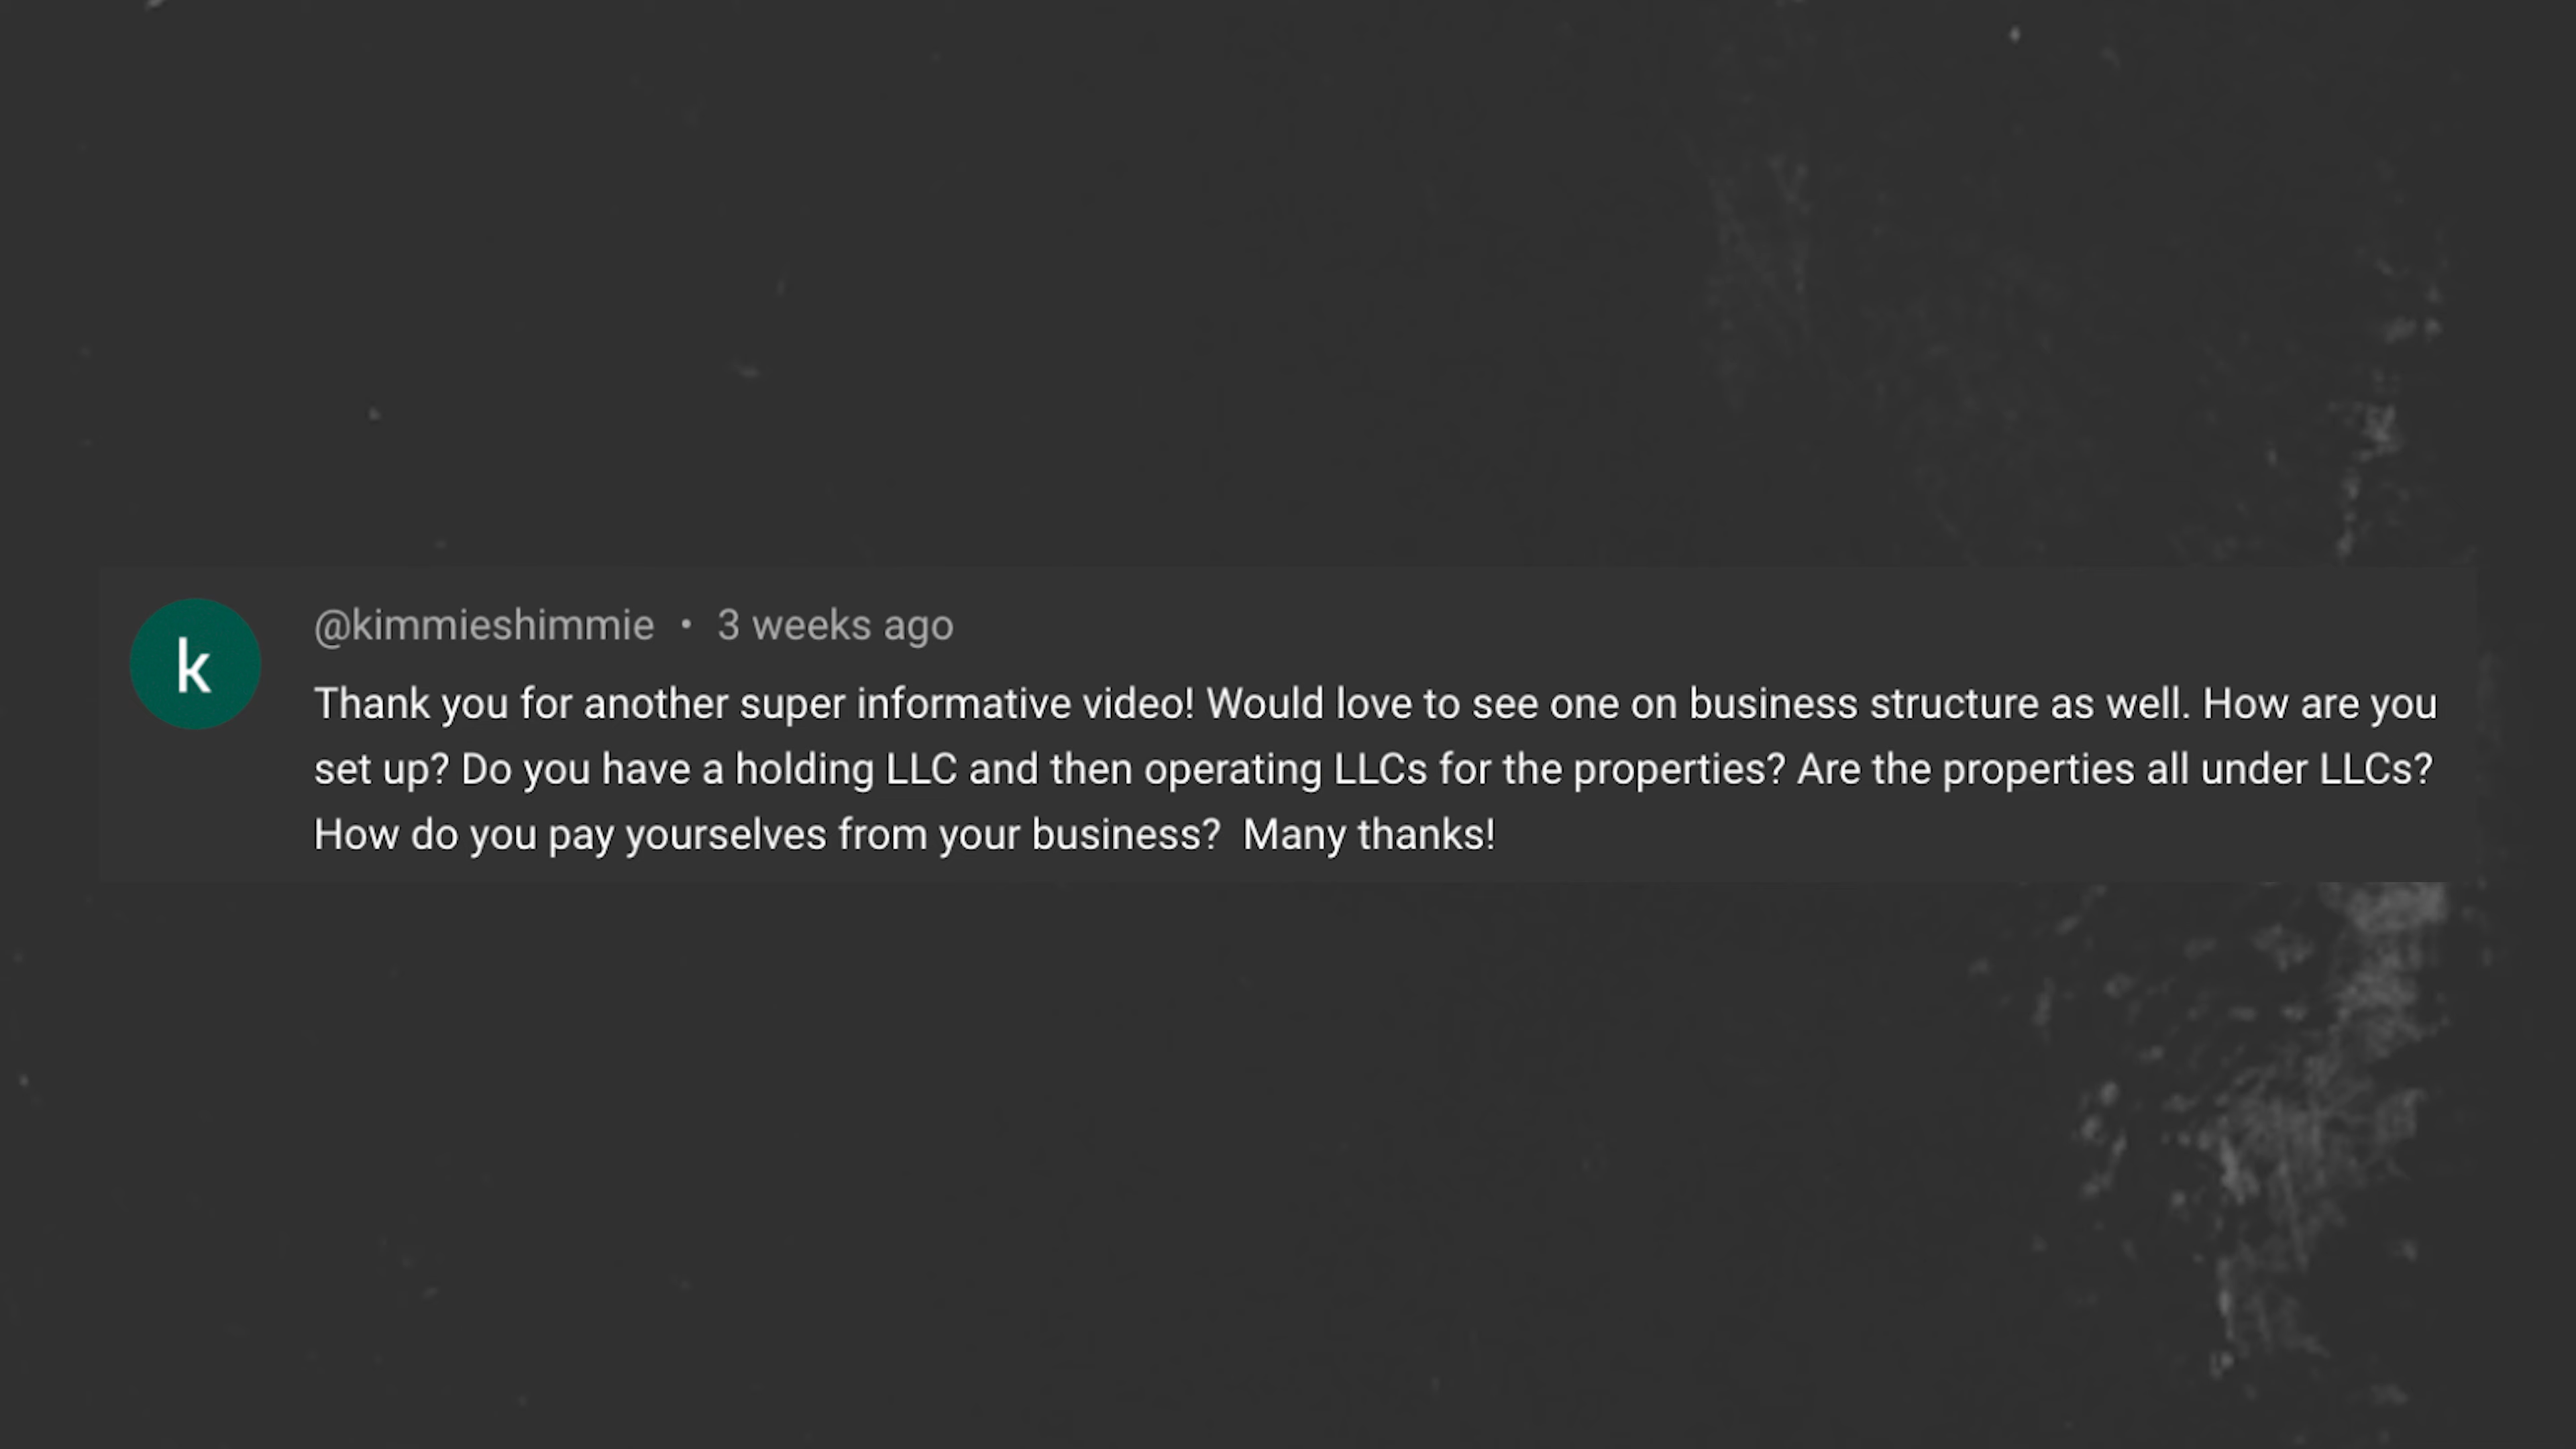 k
@kimmieshimmie • 3 weeks ago
Thank you for another super informative video! Would love to see one on business structure as well. How are you
set up? Do you have a holding LLC and then operating LLCs for the properties? Are the properties all under LLCs?
How do you pay yourselves from your business?  Many thanks!